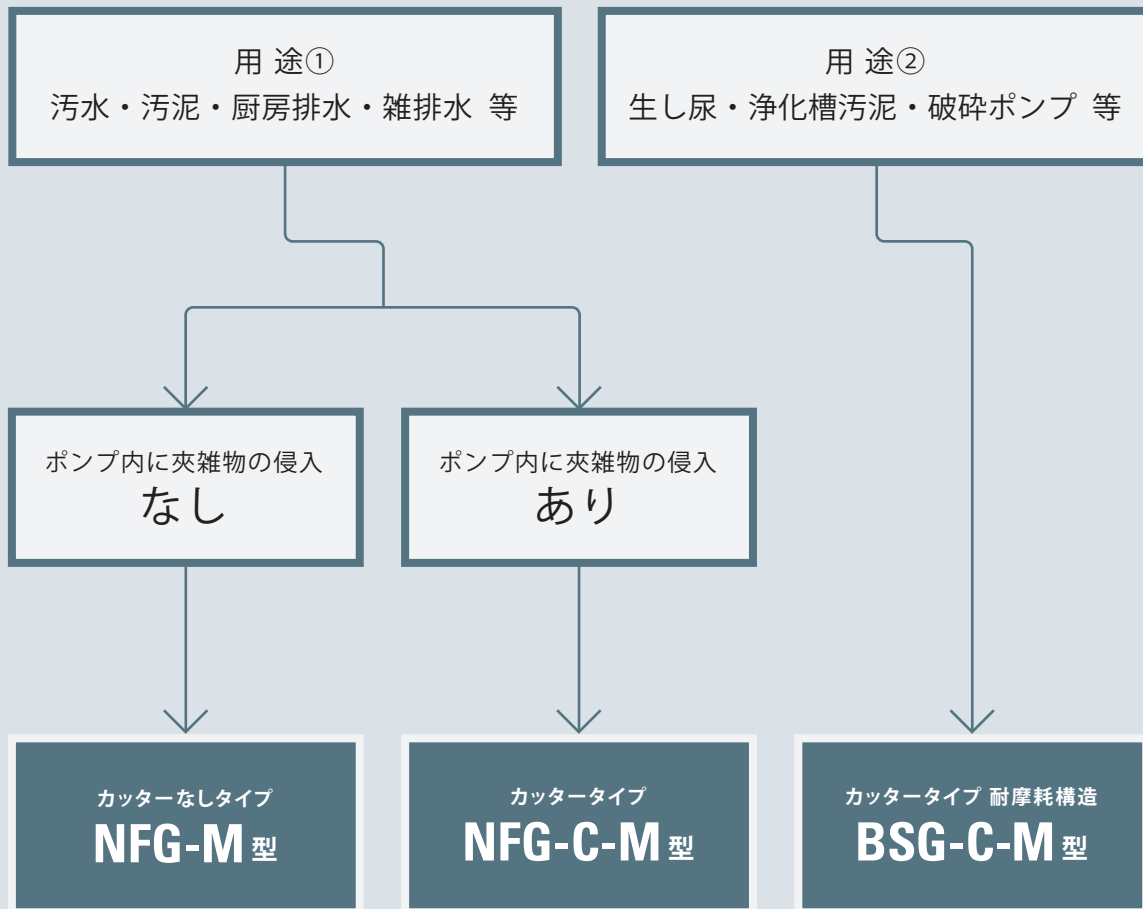 用 途①
汚水・汚泥・厨房排水・雑排水 等
用 途②
生し尿・浄化槽汚泥・破砕ポンプ 等
ポンプ内に夾雑物の侵入
なし
ポンプ内に夾雑物の侵入
あり
カッターなしタイプ
NFG-M 型
カッタータイプ
NFG-C-M 型
カッタータイプ 耐摩耗構造
BSG-C-M 型